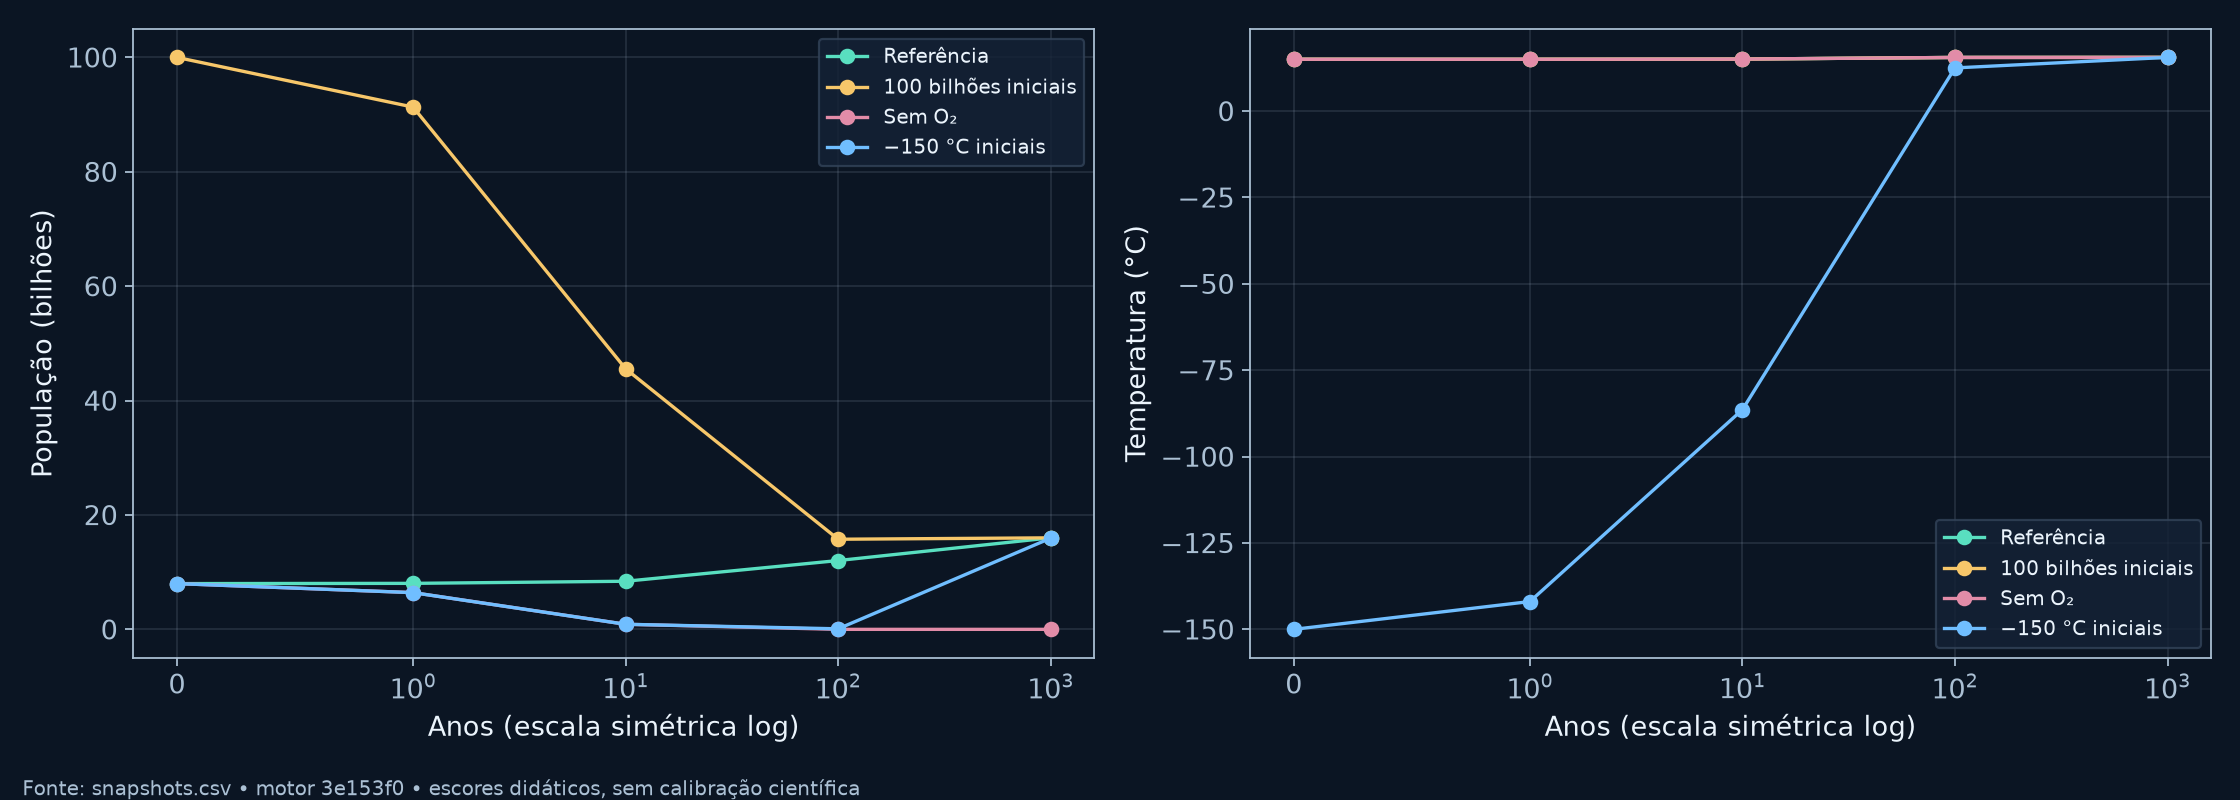 100
80
60
40
20
0
População (bilhões)
Referência
100 bilhões iniciais
Sem O₂
−150 °C iniciais
0 10⁰ 10¹ 10² 10³
Anos (escala simétrica log)
0
−25
−50
−75
−100
−125
−150
Temperatura (°C)
Referência
100 bilhões iniciais
Sem O₂
−150 °C iniciais
0 10⁰ 10¹ 10² 10³
Anos (escala simétrica log)
Fonte: snapshots.csv • motor 3e153f0 • escores didáticos, sem calibração científica